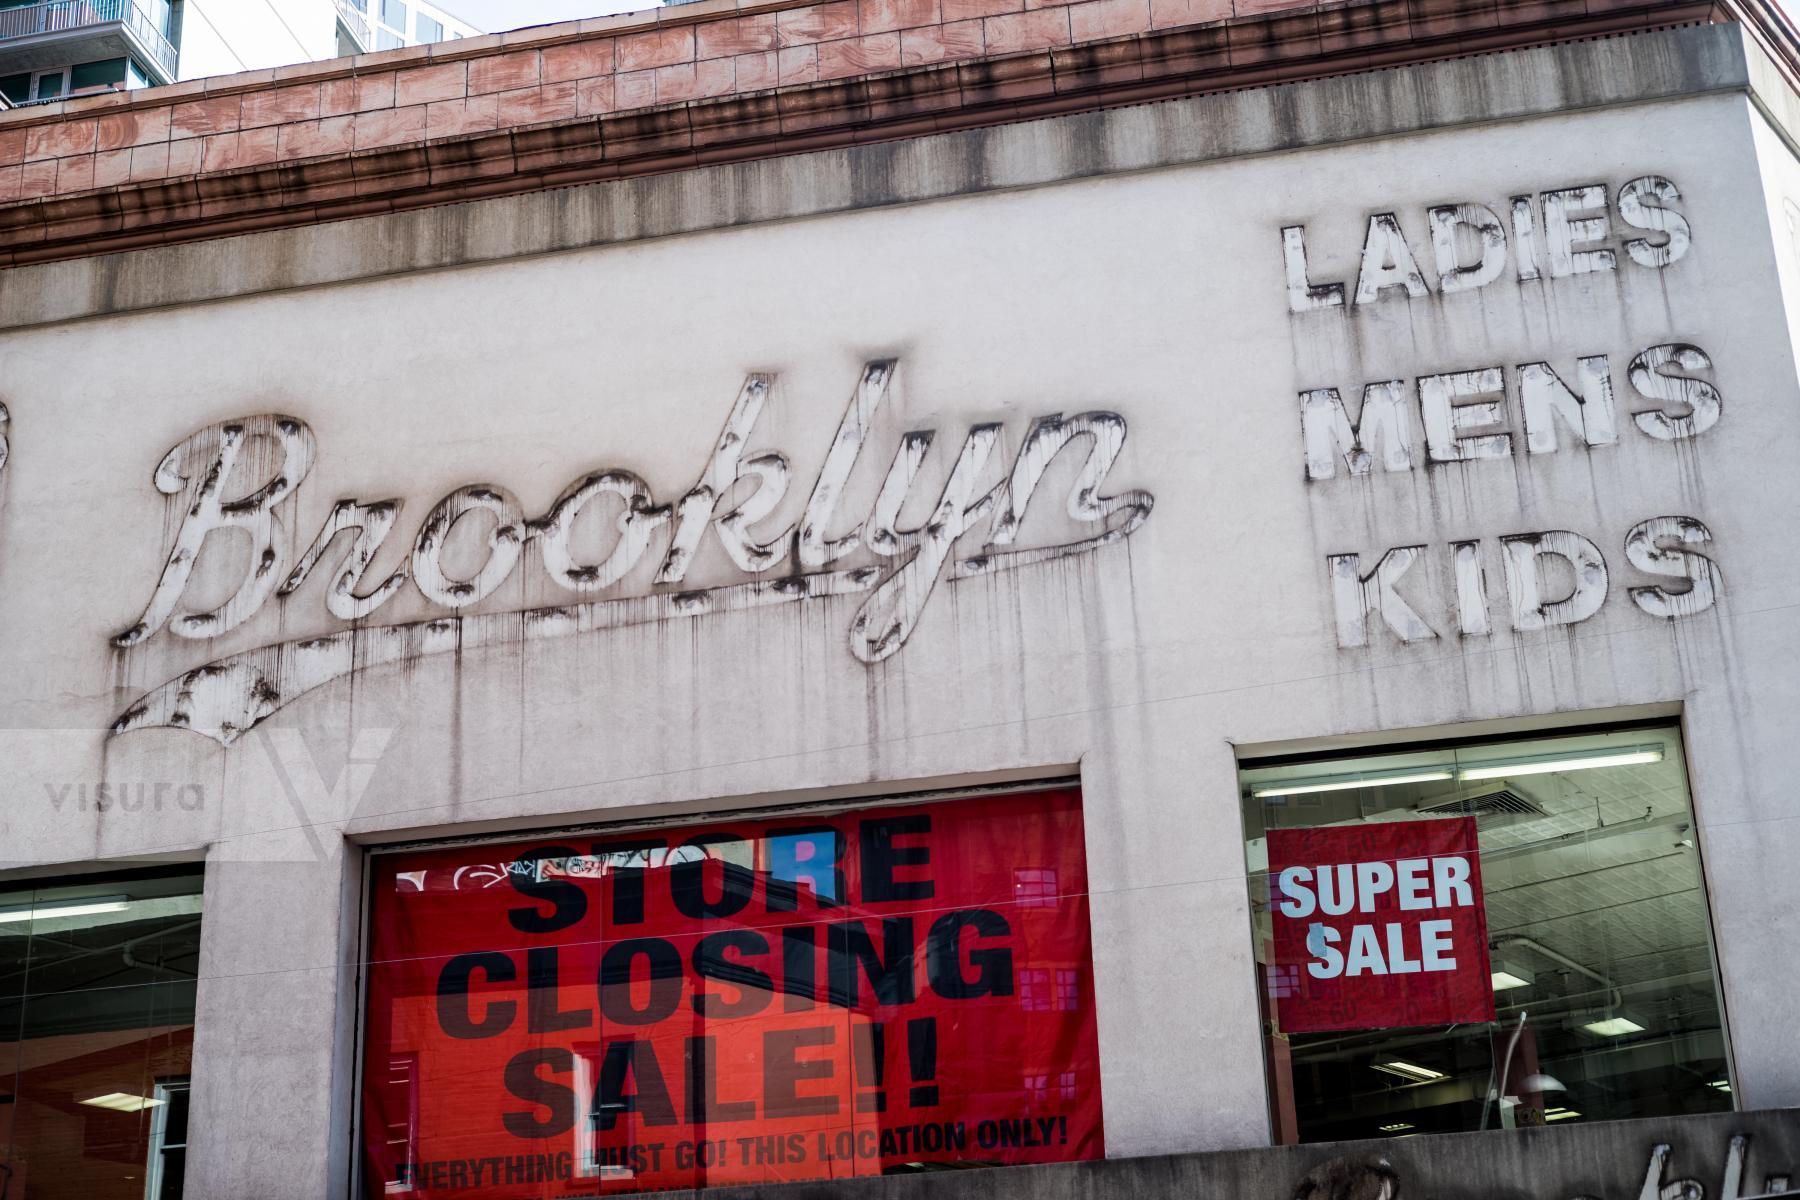 Brooklyn
LADIES
MENS
KIDS
STORE
CLOSING
SALE!!
EVERYTHING MUST GO! THIS LOCATION ONLY!
SUPER
SALE
visura